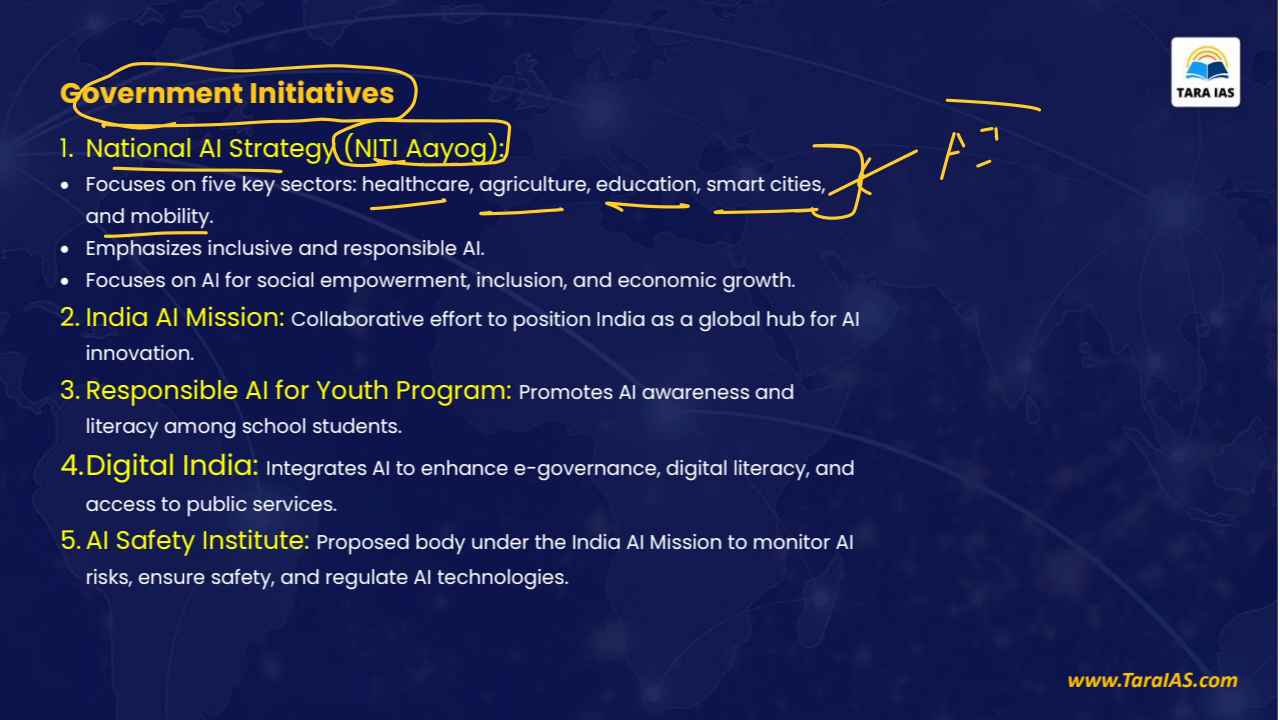 TARA IAS
Government Initiatives
AI
1. National AI Strategy (NITI Aayog):
• Focuses on five key sectors: healthcare, agriculture, education, smart cities,
and mobility.
• Emphasizes inclusive and responsible AI.
• Focuses on AI for social empowerment, inclusion, and economic growth.
2. India AI Mission: Collaborative effort to position India as a global hub for AI
innovation.
3. Responsible AI for Youth Program: Promotes AI awareness and
literacy among school students.
4. Digital India: Integrates AI to enhance e-governance, digital literacy, and
access to public services.
5. AI Safety Institute: Proposed body under the India AI Mission to monitor AI
risks, ensure safety, and regulate AI technologies.
www.TaraIAS.com